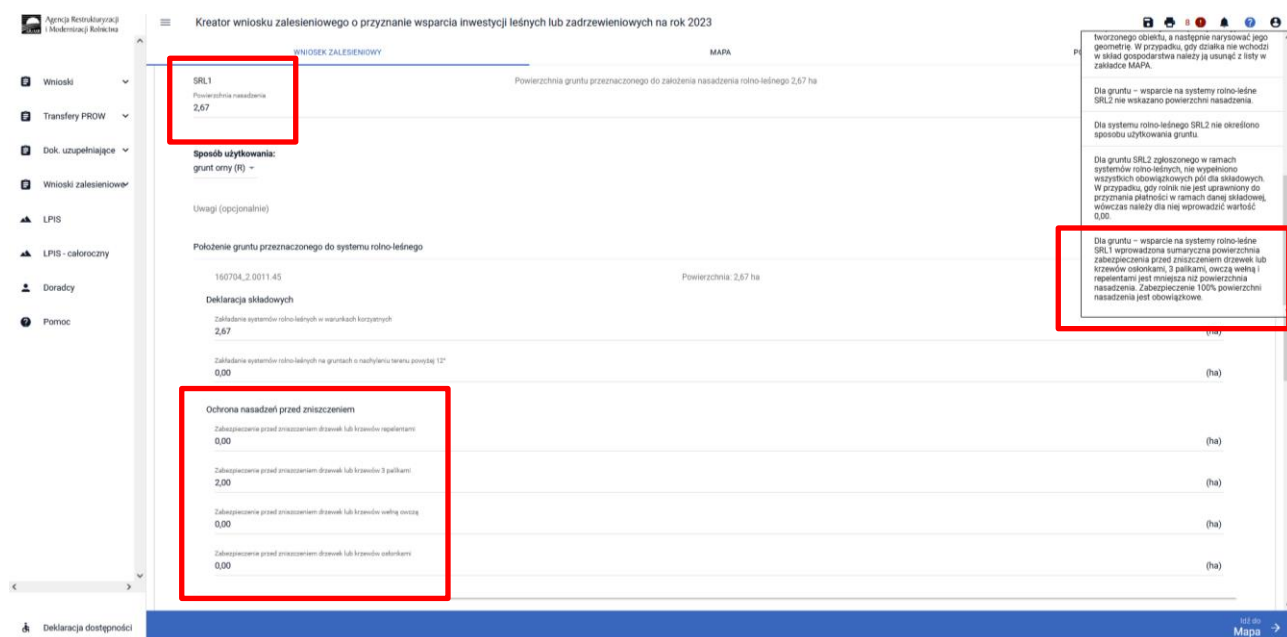 Agencja Restrukturyzacji
i Modernizacji Rolnictwa
Kreator wniosku zalesieniowego o przyznanie wsparcia inwestycji leśnych lub zadrzewieniowych na rok 2023
8
WNIOSEK ZALESIENIOWY
MAPA
Wnioski
Transfery PROW
Dok. uzupełniające
Wnioski zalesieniowe
LPIS
LPIS - całoroczny
Doradcy
Pomoc
Deklaracja dostępności
SRL1
Powierzchnia gruntu przeznaczonego do założenia nasadzenia rolno-leśnego 2,67 ha
Powierzchnia nasadzenia
2,67
Sposób użytkowania:
grunt orny (R)
Uwagi (opcjonalnie)
Położenie gruntu przeznaczonego do systemu rolno-leśnego
160704_2.0011.45
Powierzchnia: 2,67 ha
Deklaracja składowych
Zakładanie systemów rolno-leśnych w warunkach korzystnych
2,67
(ha)
Zakładanie systemów rolno-leśnych na gruntach o nachyleniu terenu powyżej 12°
0,00
(ha)
Ochrona nasadzeń przed zniszczeniem
Zabezpieczenie przed zniszczeniem drzewek lub krzewów repelentami
0,00
(ha)
Zabezpieczenie przed zniszczeniem drzewek lub krzewów 3 palikami
2,00
(ha)
Zabezpieczenie przed zniszczeniem drzewek lub krzewów wełną owczą
0,00
(ha)
Zabezpieczenie przed zniszczeniem drzewek lub krzewów osłonkami
0,00
(ha)
tworzonego obiektu, a następnie narysować jego
geometrię. W przypadku, gdy działka nie wchodzi
w skład gospodarstwa należy ją usunąć z listy w
zakładce MAPA.
Dla gruntu – wsparcie na systemy rolno-leśne
SRL2 nie wskazano powierzchni nasadzenia.
Dla systemu rolno-leśnego SRL2 nie określono
sposobu użytkowania gruntu.
Dla gruntu SRL2 zgłoszonego w ramach
systemów rolno-leśnych, nie wypełniono
wszystkich obowiązkowych pól dla składowych.
W przypadku, gdy rolnik nie jest uprawniony do
przyznania płatności w ramach danej składowej,
wówczas należy dla niej wprowadzić wartość
0,00.
Dla gruntu – wsparcie na systemy rolno-leśne
SRL1 wprowadzona sumaryczna powierzchnia
zabezpieczenia przed zniszczeniem drzewek lub
krzewów osłonkami, 3 palikami, owczą wełną i
repelentami jest mniejsza niż powierzchnia
nasadzenia. Zabezpieczenie 100% powierzchni
nasadzenia jest obowiązkowe.
Idź do
Mapa